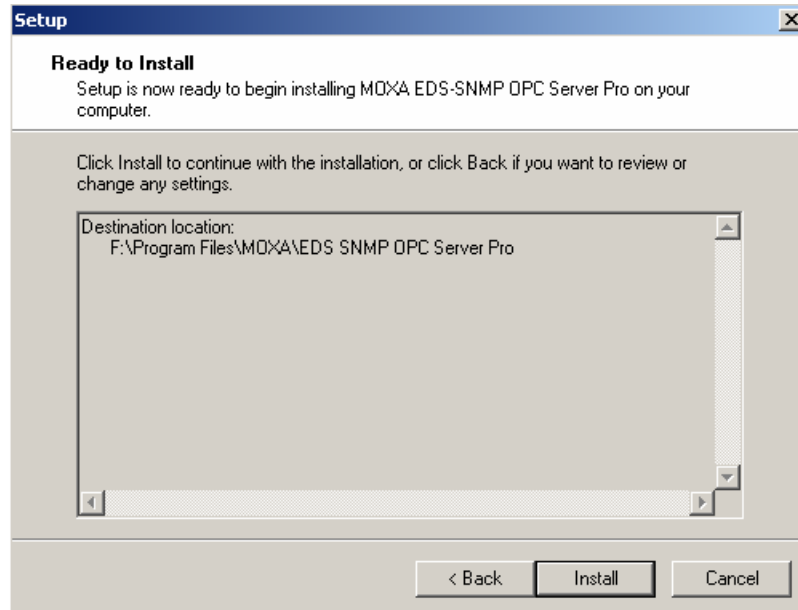 Setup
Ready to Install
Setup is now ready to begin installing MOXA EDS-SNMP OPC Server Pro on your
computer.
Click Install to continue with the installation, or click Back if you want to review or
change any settings.
Destination location:
F:\Program Files\MOXA\EDS SNMP OPC Server Pro
< Back
Install
Cancel